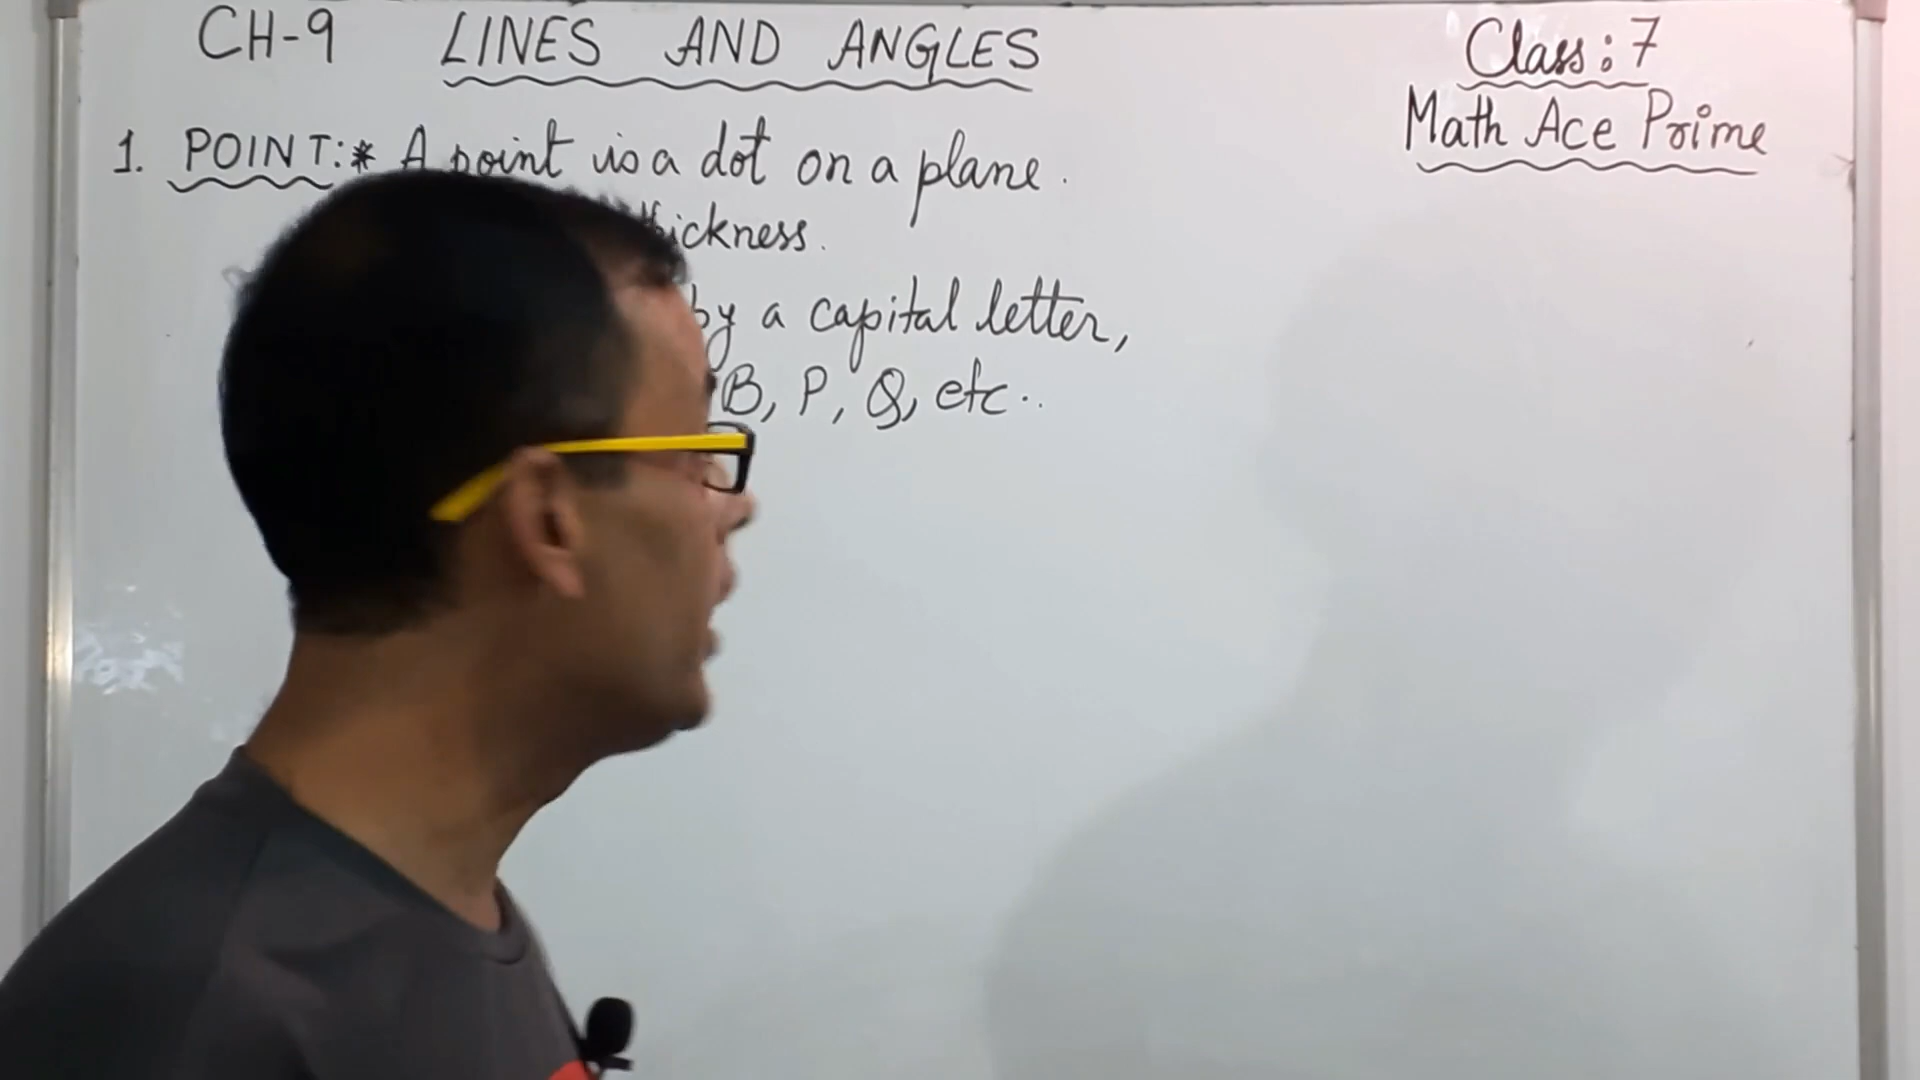 CH-9 LINES AND ANGLES
Class: 7
Math Ace Prime
1. POINT:* A point is a dot on a plane.
thickness.
by a capital letter,
B, P, Q, etc..